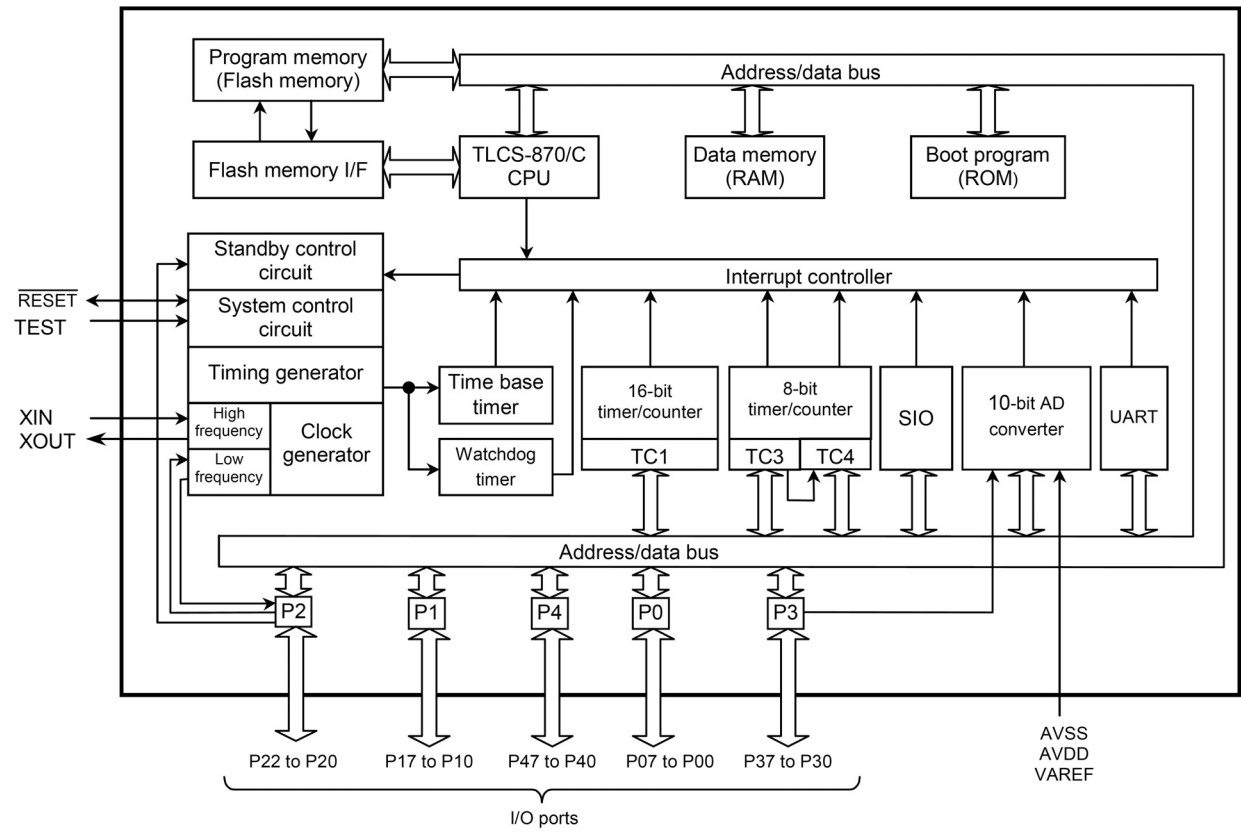 Program memory
(Flash memory)
Address/data bus
Flash memory I/F
TLCS-870/C
CPU
Data memory
(RAM)
Boot program
(ROM)
Standby control
circuit
Interrupt controller
RESET
TEST
System control
circuit
Timing generator
Time base
timer
16-bit
timer/counter
TC1
8-bit
timer/counter
TC3
TC4
SIO
10-bit AD
converter
UART
XIN
XOUT
High
frequency
Low
frequency
Clock
generator
Watchdog
timer
Address/data bus
P2
P1
P4
P0
P3
P22 to P20
P17 to P10
P47 to P40
P07 to P00
P37 to P30
AVSS
AVDD
VAREF
I/O ports